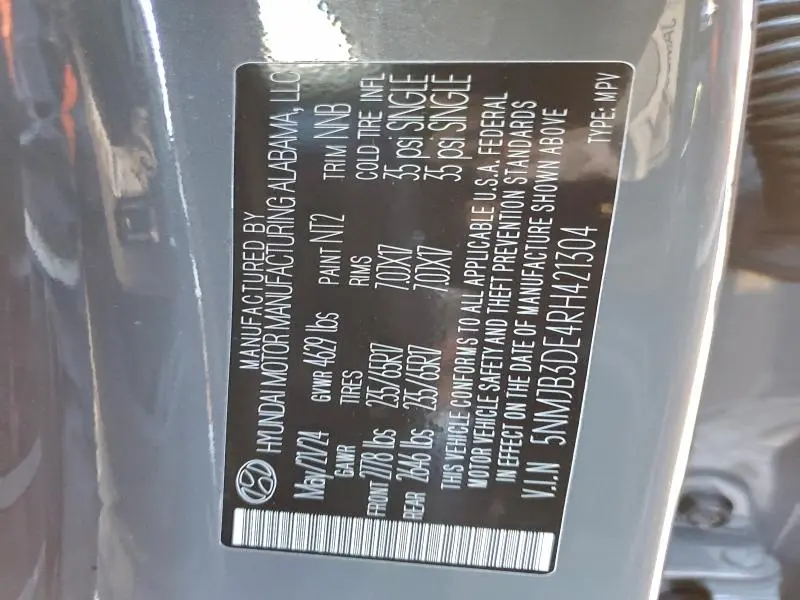 MANUFACTURED BY
HYUNDAI MOTOR MANUFACTURING ALABAMA, LLC
May/21/24 GVWR 4629 lbs PAINT NT2 TRIM NNB
GAWR TIRES RIMS COLD TIRE INFL
FRONT 2778 lbs 235/65R17 7.0JX17 35 psi SINGLE
REAR 2646 lbs 235/65R17 7.0JX17 35 psi SINGLE
THIS VEHICLE CONFORMS TO ALL APPLICABLE U.S.A. FEDERAL
MOTOR VEHICLE SAFETY AND THEFT PREVENTION STANDARDS
IN EFFECT ON THE DATE OF MANUFACTURE SHOWN ABOVE
V.I.N 5NMJB3DE4RH421304 TYPE; MPV